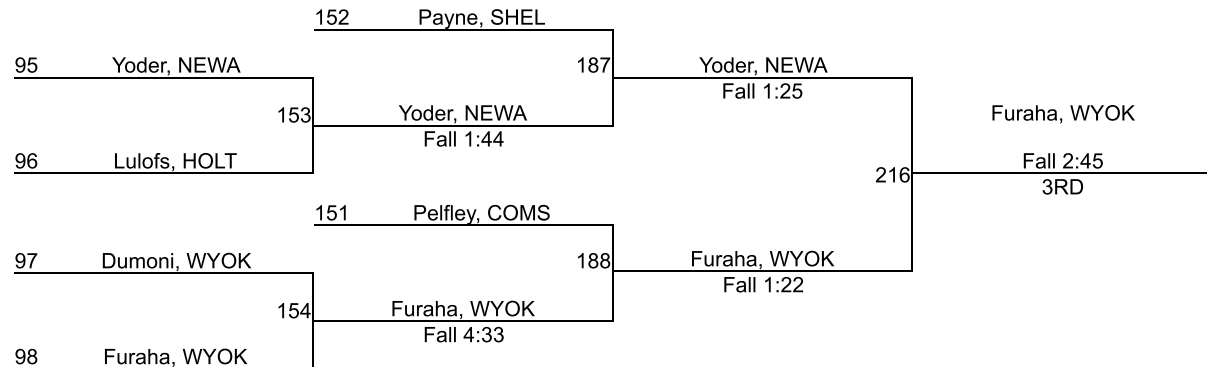 152 Payne, SHEL
95 Yoder, NEWA
187 Yoder, NEWA
Fall 1:25
153 Yoder, NEWA
Fall 1:44
Furaha, WYOK
96 Lulofs, HOLT
Fall 2:45
216
3RD
151 Pelfley, COMS
97 Dumoni, WYOK
188 Furaha, WYOK
Fall 1:22
154 Furaha, WYOK
Fall 4:33
98 Furaha, WYOK